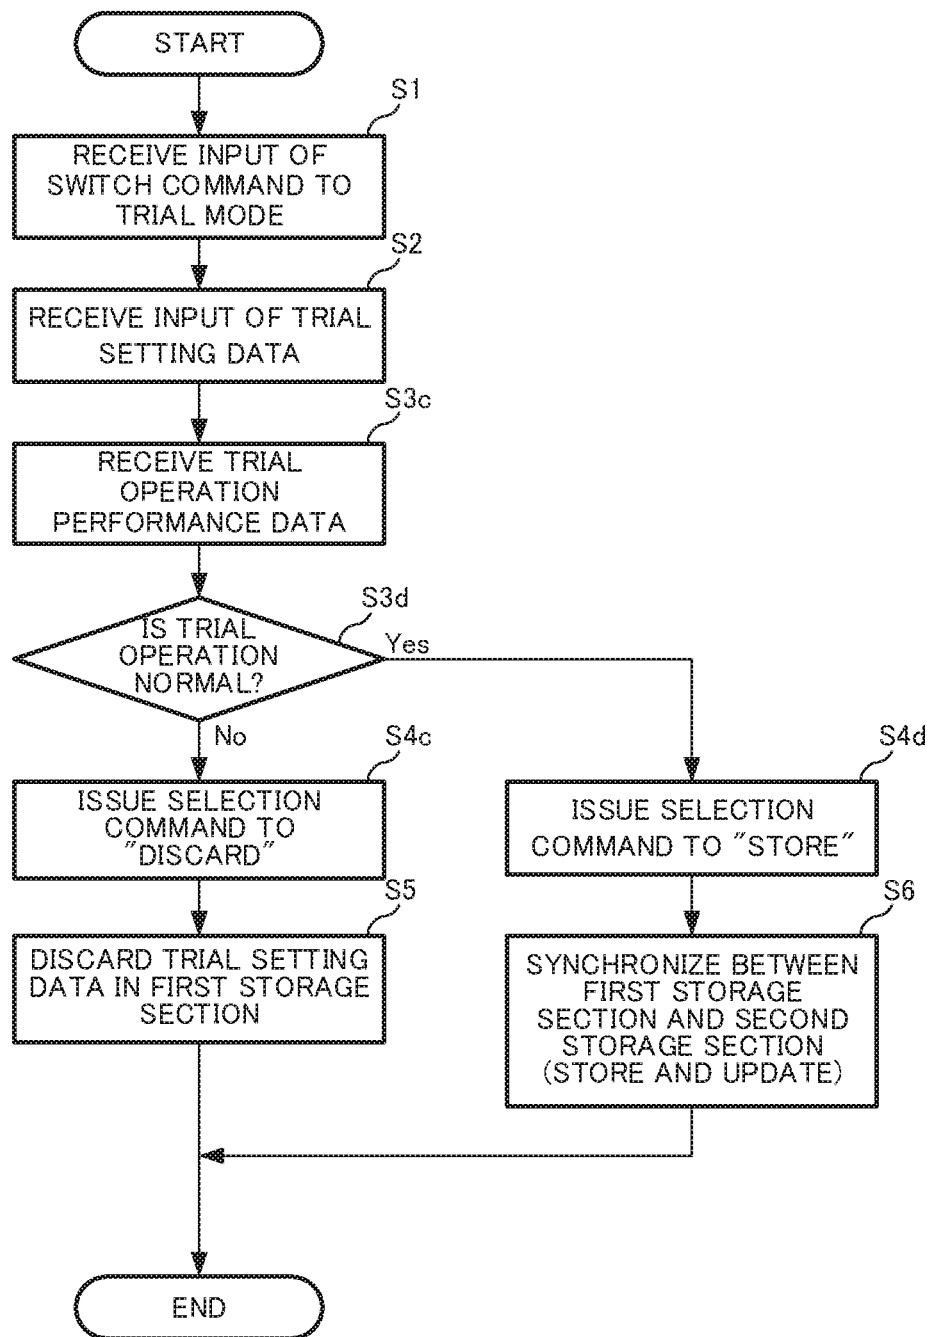 START
S1
RECEIVE INPUT OF
SWITCH COMMAND TO
TRIAL MODE
S2
RECEIVE INPUT OF TRIAL
SETTING DATA
S3c
RECEIVE TRIAL
OPERATION
PERFORMANCE DATA
S3d
IS TRIAL
OPERATION
NORMAL?
Yes
No
S4c
ISSUE SELECTION
COMMAND TO
"DISCARD"
S4d
ISSUE SELECTION
COMMAND TO "STORE"
S5
DISCARD TRIAL SETTING
DATA IN FIRST STORAGE
SECTION
S6
SYNCHRONIZE BETWEEN
FIRST STORAGE
SECTION AND SECOND
STORAGE SECTION
(STORE AND UPDATE)
END